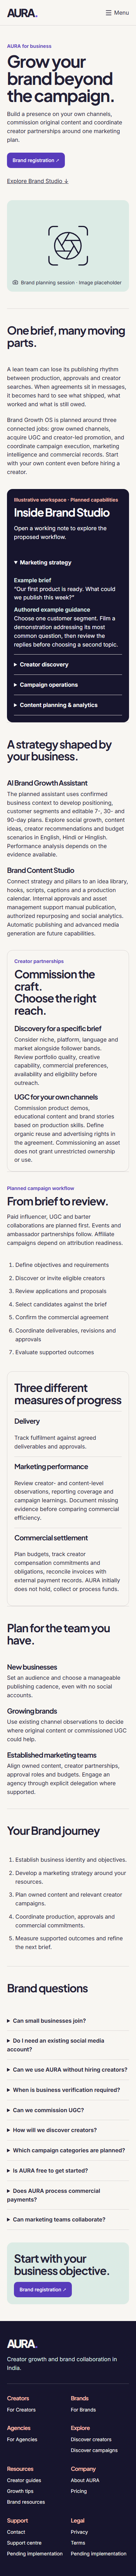 AURA.
Menu
AURA for business
Grow your
brand beyond
the campaign.
Build a presence on your own channels,
commission original content and coordinate
creator partnerships around one marketing
plan.
Brand registration ↗
Explore Brand Studio ↓
Brand planning session · Image placeholder
One brief, many moving
parts.
A lean team can lose its publishing rhythm
between production, approvals and creator
searches. When agreements sit in messages,
it becomes hard to see what shipped, what
worked and what is still owed.
Brand Growth OS is planned around three
connected jobs: grow owned channels,
acquire UGC and creator-led promotion, and
coordinate campaign execution, marketing
intelligence and commercial records. Start
with your own content even before hiring a
creator.
Illustrative workspace · Planned capabilities
Inside Brand Studio
Open a working note to explore the
proposed workflow.
▼ Marketing strategy
Example brief
“Our first product is ready. What could
we publish this week?”
Authored example guidance
Choose one customer segment. Film a
demonstration addressing its most
common question, then review the
replies before choosing a second topic.
▶ Creator discovery
▶ Campaign operations
▶ Content planning & analytics
A strategy shaped by
your business.
AI Brand Growth Assistant
The planned assistant uses confirmed
business context to develop positioning,
customer segments and editable 7-, 30- and
90-day plans. Explore social growth, content
ideas, creator recommendations and budget
scenarios in English, Hindi or Hinglish.
Performance analysis depends on the
evidence available.
Brand Content Studio
Connect strategy and pillars to an idea library,
hooks, scripts, captions and a production
calendar. Internal approvals and asset
management support manual publication,
self-reported reporting and social analytics.
Automatic publishing and advanced media
generation are future capabilities.
Creator partnerships
Commission the
craft.
Choose the right
reach.
Discovery for a specific brief
Consider niche, platform, language and
market alongside follower bands.
Review portfolio quality, creative
capability, commercial preferences,
availability and eligibility before
outreach.
UGC for your own channels
Commission product demos,
educational content and brand stories
based on production skills. Define
organic reuse and advertising rights in
the agreement. Commissioning an asset
does not grant unrestricted ownership
or use.
Planned campaign workflow
From brief to review.
Paid influencer, UGC and barter
collaborations are planned first. Events and
ambassador partnerships follow. Affiliate
campaigns depend on attribution readiness.
1. Define objectives and requirements
2. Discover or invite eligible creators
3. Review applications and proposals
4. Select candidates against the brief
5. Confirm the commercial agreement
6. Coordinate deliverables, revisions and
approvals
7. Evaluate supported outcomes
Three different
measures of progress
Delivery
Track fulfilment against agreed
deliverables and approvals.
Marketing performance
Review creator- and content-level
observations, reporting coverage and
campaign learnings. Document missing
evidence before comparing commercial
efficiency.
Commercial settlement
Plan budgets, track creator
compensation commitments and
obligations, reconcile invoices with
external payment records. AURA initially
does not hold, collect or process funds.
Plan for the team you
have.
New businesses
Set an audience and choose a manageable
publishing cadence, even with no social
accounts.
Growing brands
Use existing channel observations to decide
where original content or commissioned UGC
could help.
Established marketing teams
Align owned content, creator partnerships,
approval roles and budgets. Engage an
agency through explicit delegation where
supported.
Your Brand journey
1. Establish business identity and objectives.
2. Develop a marketing strategy around your
resources.
3. Plan owned content and relevant creator
campaigns.
4. Coordinate production, approvals and
commercial commitments.
5. Measure supported outcomes and refine
the next brief.
Brand questions
▶ Can small businesses join?
▶ Do I need an existing social media
account?
▶ Can we use AURA without hiring creators?
▶ When is business verification required?
▶ Can we commission UGC?
▶ How will we discover creators?
▶ Which campaign categories are planned?
▶ Is AURA free to get started?
▶ Does AURA process commercial
payments?
▶ Can marketing teams collaborate?
Start with your
business objective.
Brand registration ↗
AURA.
Creator growth and brand collaboration in
India.
Creators
Brands
For Creators
For Brands
Agencies
Explore
For Agencies
Discover creators
Discover campaigns
Resources
Company
Creator guides
About AURA
Growth tips
Pricing
Brand resources
Support
Legal
Contact
Privacy
Support centre
Terms
Pending implementation
Pending implementation